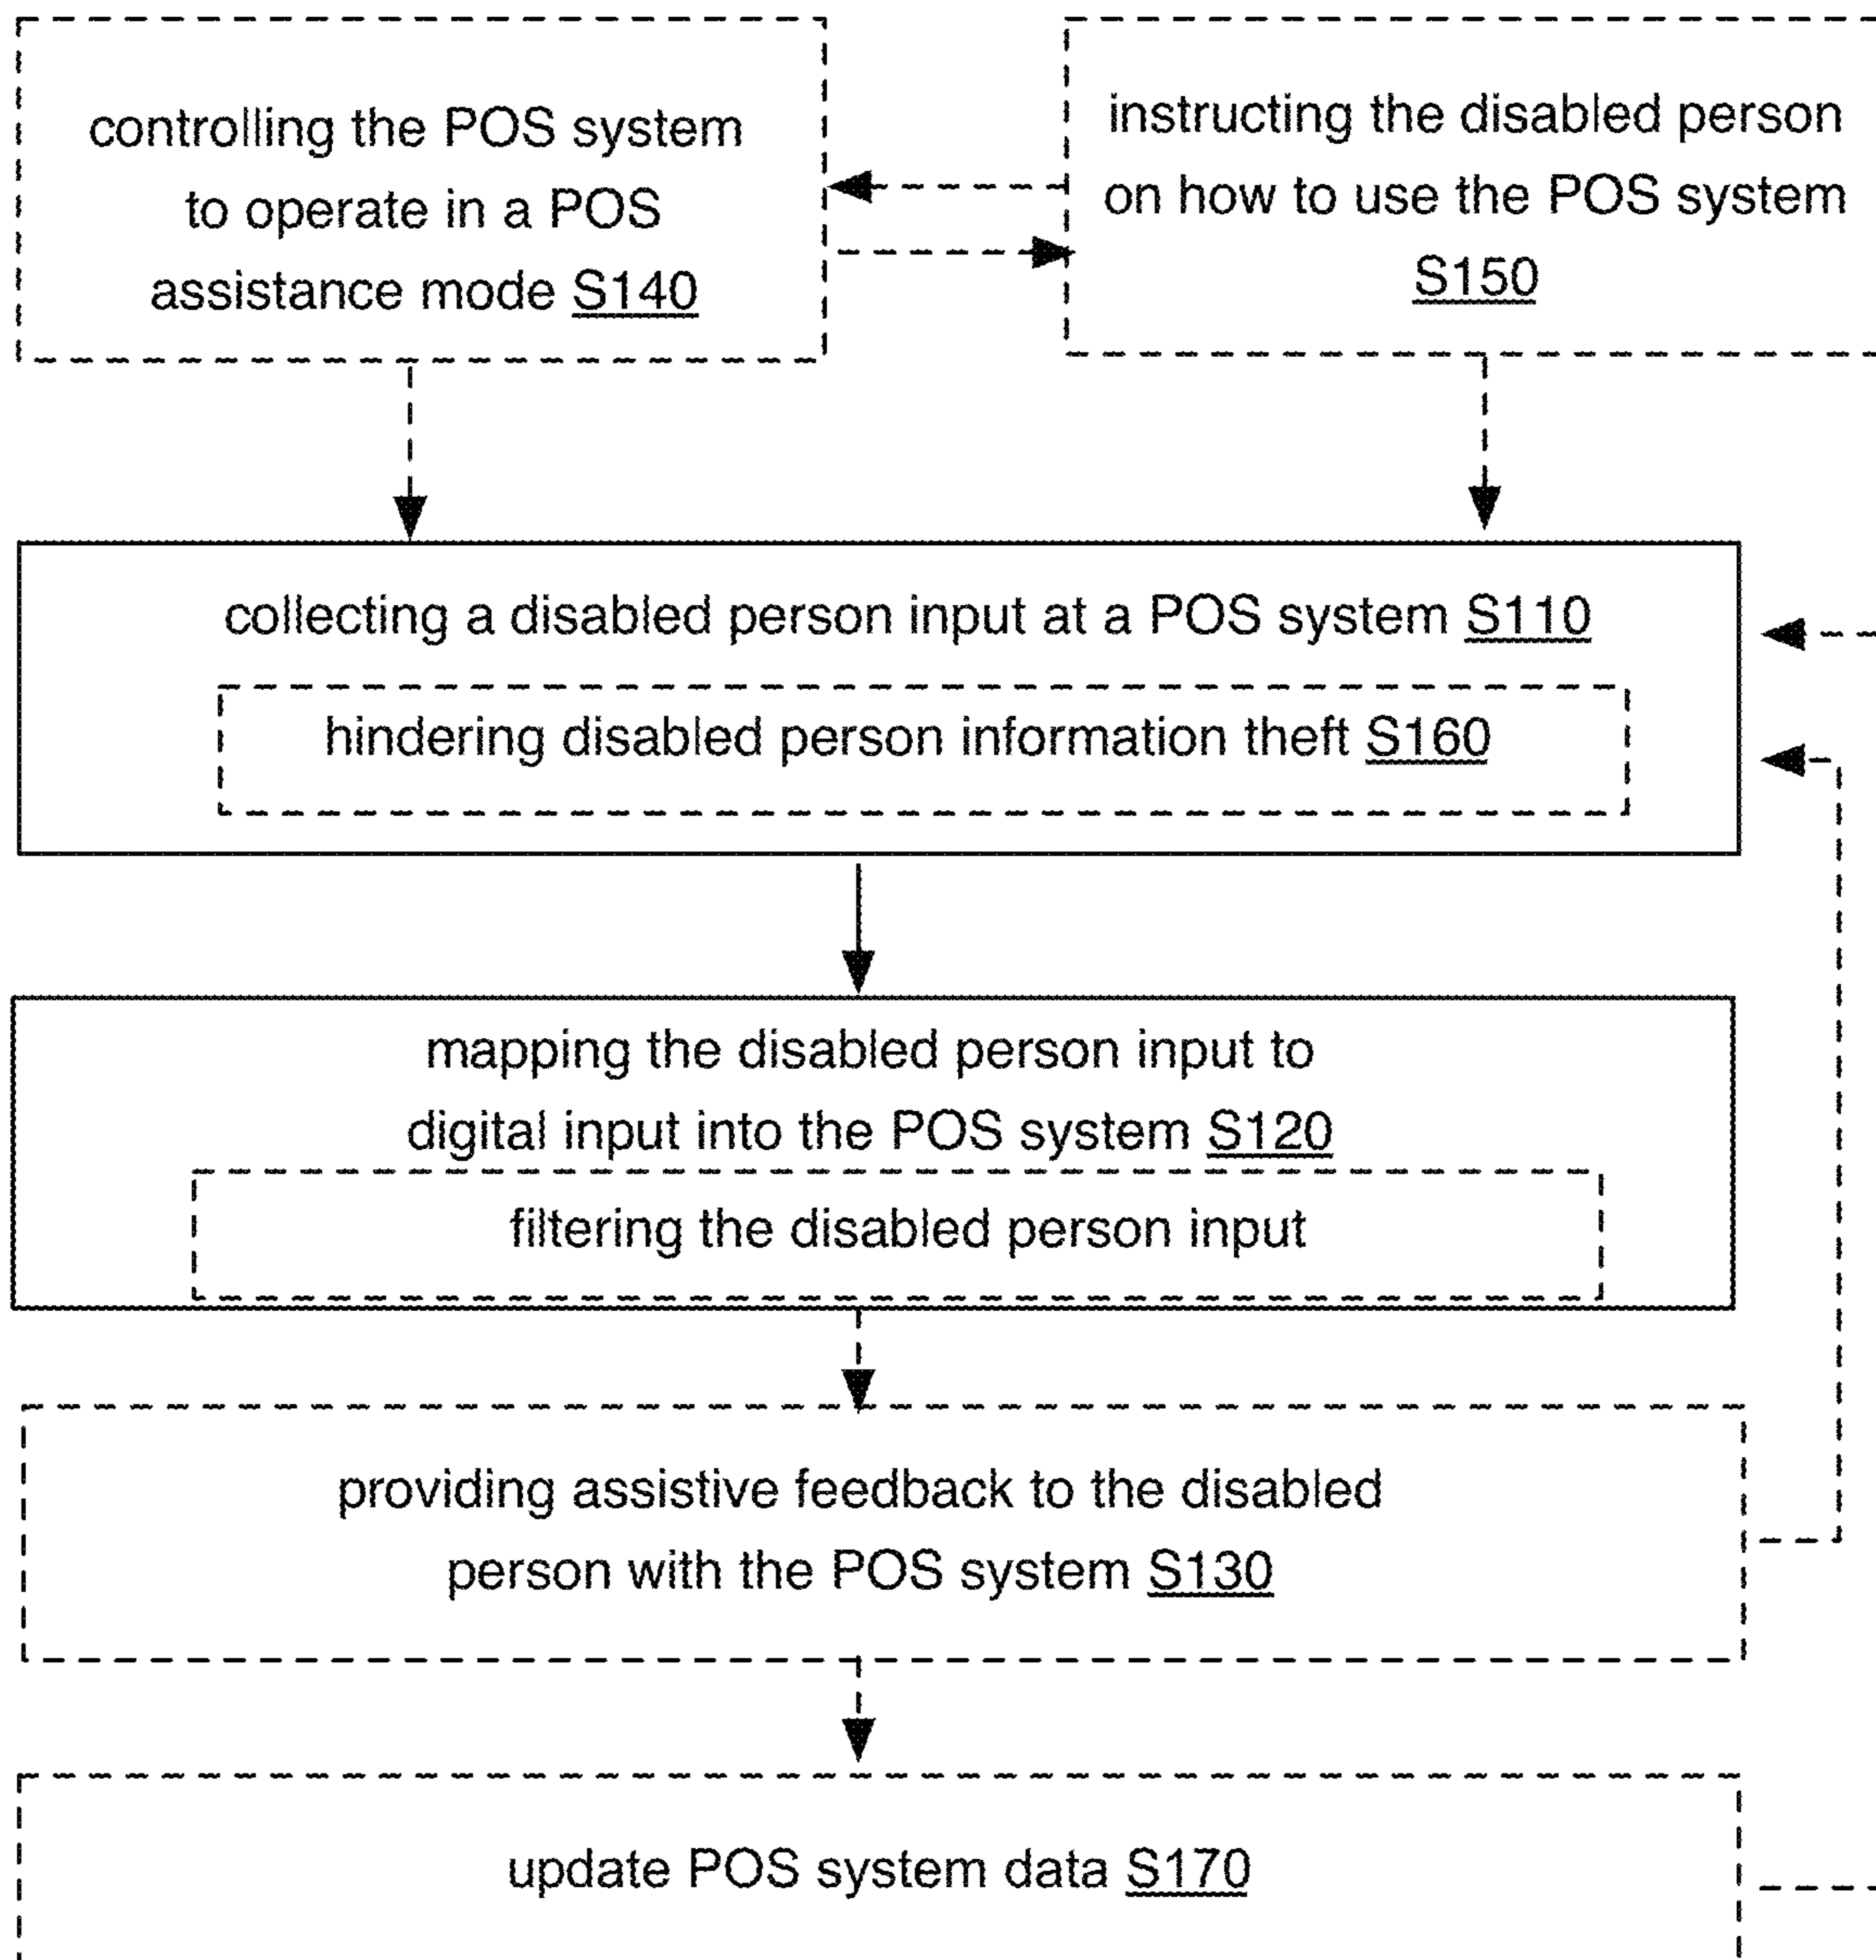 controlling the POS system
to operate in a POS
assistance mode S140
instructing the disabled person
on how to use the POS system
S150
collecting a disabled person input at a POS system S110
hindering disabled person information theft S160
mapping the disabled person input to
digital input into the POS system S120
filtering the disabled person input
providing assistive feedback to the disabled
person with the POS system S130
update POS system data S170